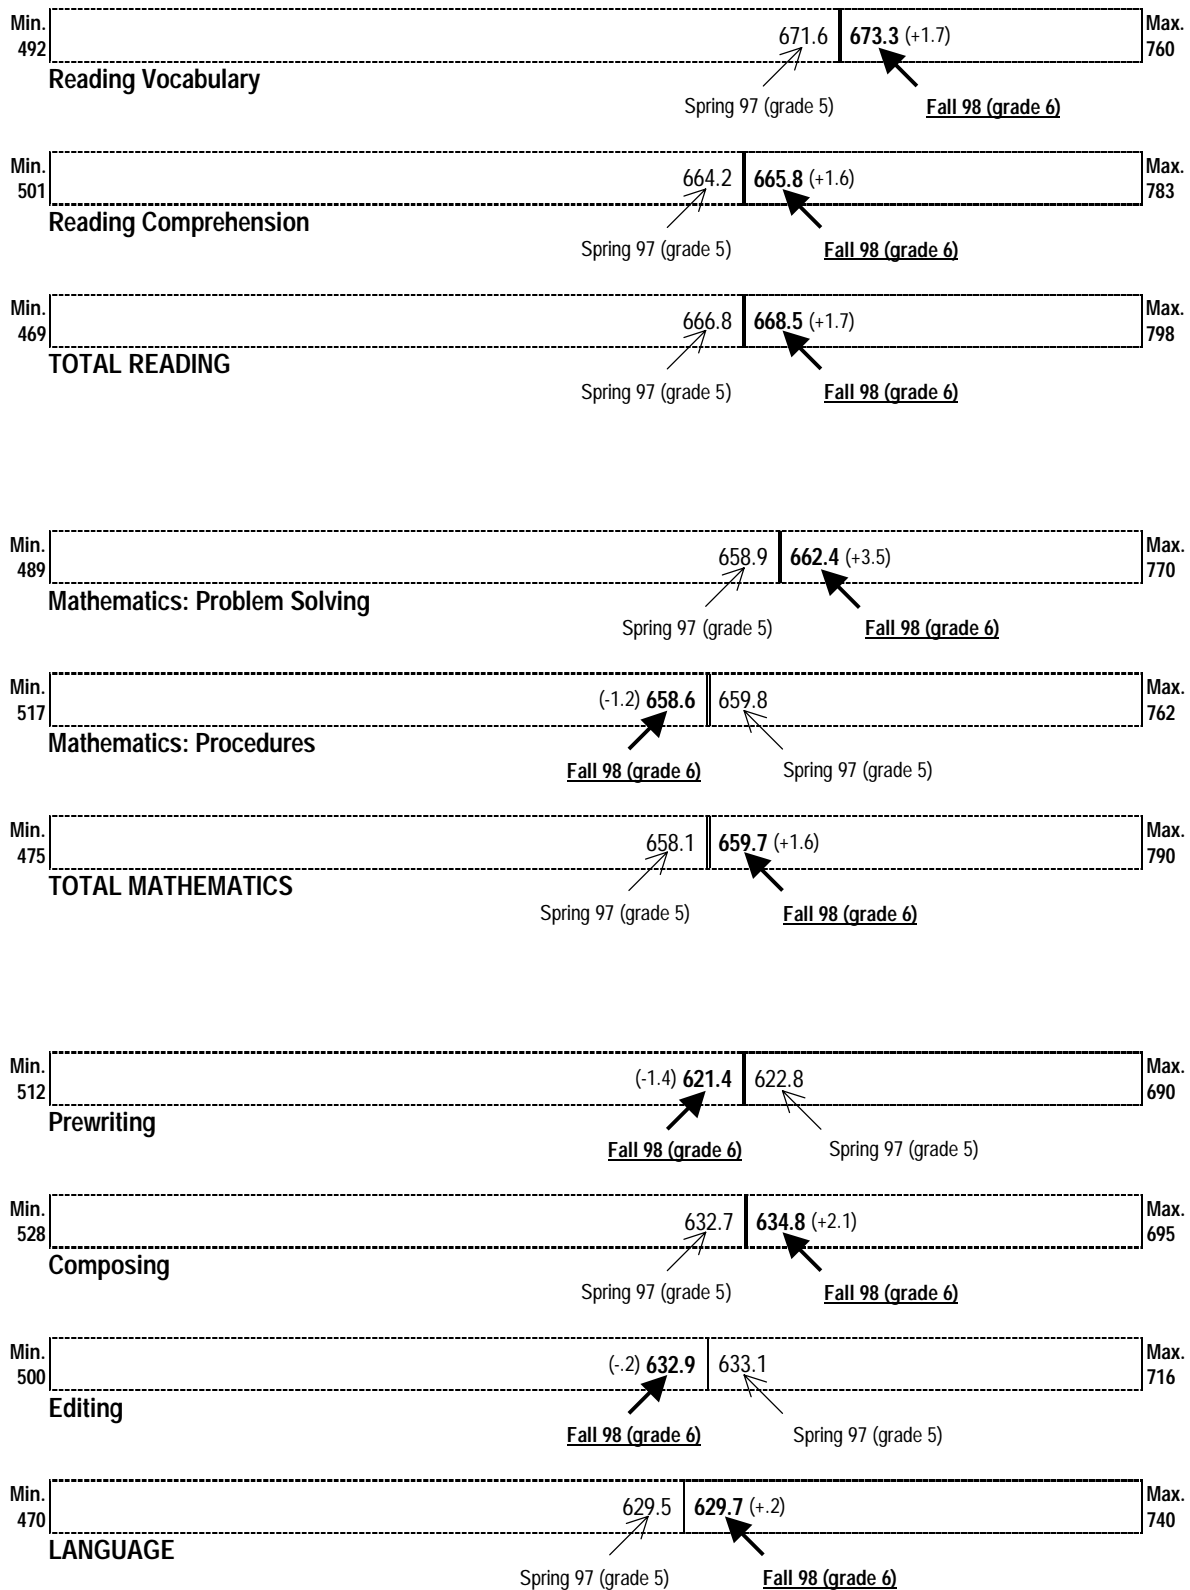 Min. 671.6 673.3 (+1.7) Max.
492 760
Reading Vocabulary
Spring 97 (grade 5) Fall 98 (grade 6)
Min. 664.2 665.8 (+1.6) Max.
501 783
Reading Comprehension
Spring 97 (grade 5) Fall 98 (grade 6)
Min. 666.8 668.5 (+1.7) Max.
469 798
TOTAL READING
Spring 97 (grade 5) Fall 98 (grade 6)
Min. 658.9 662.4 (+3.5) Max.
489 770
Mathematics: Problem Solving
Spring 97 (grade 5) Fall 98 (grade 6)
Min. (-1.2) 658.6 659.8 Max.
517 762
Mathematics: Procedures
Fall 98 (grade 6) Spring 97 (grade 5)
Min. 658.1 659.7 (+1.6) Max.
475 790
TOTAL MATHEMATICS
Spring 97 (grade 5) Fall 98 (grade 6)
Min. (-1.4) 621.4 622.8 Max.
512 690
Prewriting
Fall 98 (grade 6) Spring 97 (grade 5)
Min. 632.7 634.8 (+2.1) Max.
528 695
Composing
Spring 97 (grade 5) Fall 98 (grade 6)
Min. (-.2) 632.9 633.1 Max.
500 716
Editing
Fall 98 (grade 6) Spring 97 (grade 5)
Min. 629.5 629.7 (+.2) Max.
470 740
LANGUAGE
Spring 97 (grade 5) Fall 98 (grade 6)